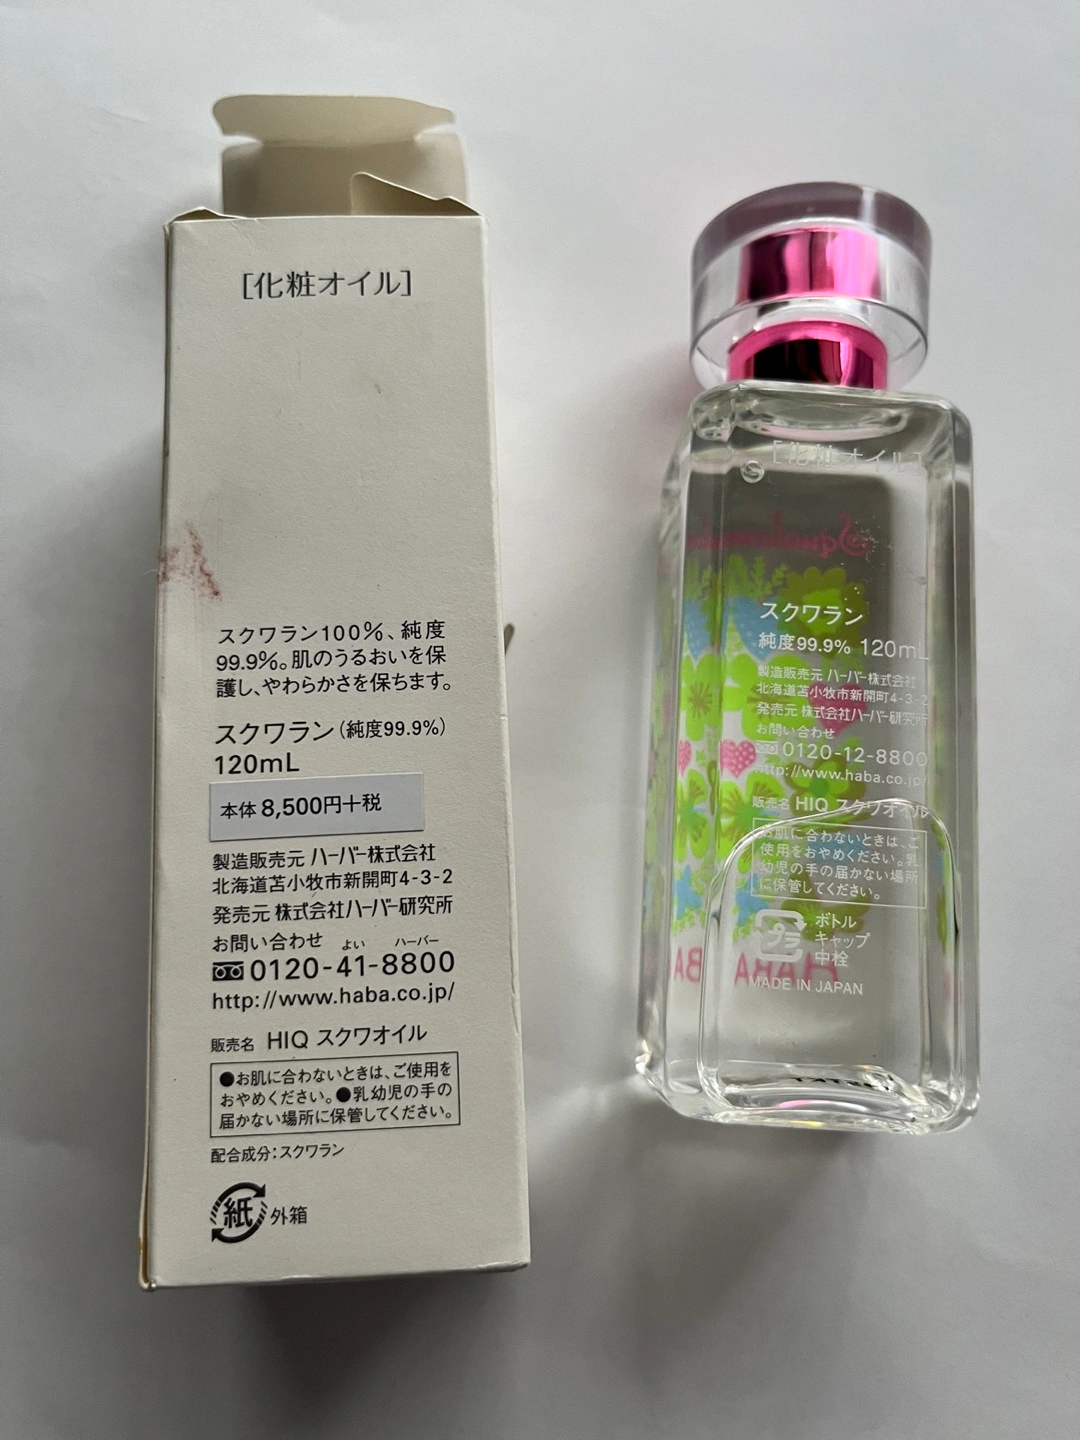 [化粧オイル]
スクワラン100%、純度
99.9%。肌のうるおいを保
護し、やわらかさを保ちます。
スクワラン(純度99.9%)
120mL
本体8,500円+税
製造販売元 ハーバー株式会社
北海道苫小牧市新開町4-3-2
発売元 株式会社ハーバー研究所
お問い合わせ よい ハーバー
0120-41-8800
http://www.haba.co.jp/
販売名 HIQ スクワオイル
●お肌に合わないときは、ご使用を
おやめください。●乳幼児の手の
届かない場所に保管してください。
配合成分:スクワラン
紙 外箱
[化粧オイル]
Squalane
スクワラン
純度99.9% 120mL
製造販売元 ハーバー株式会社
北海道苫小牧市新開町4-3-2
発売元 株式会社ハーバー研究所
お問い合わせ
0120-12-8800
http://www.haba.co.jp/
販売名 HIQ スクワオイル
お肌に合わないときは、ご
使用をおやめください。乳
幼児の手の届かない場所
に保管してください。
プラ
ボトル
キャップ
中栓
HABA
MADE IN JAPAN